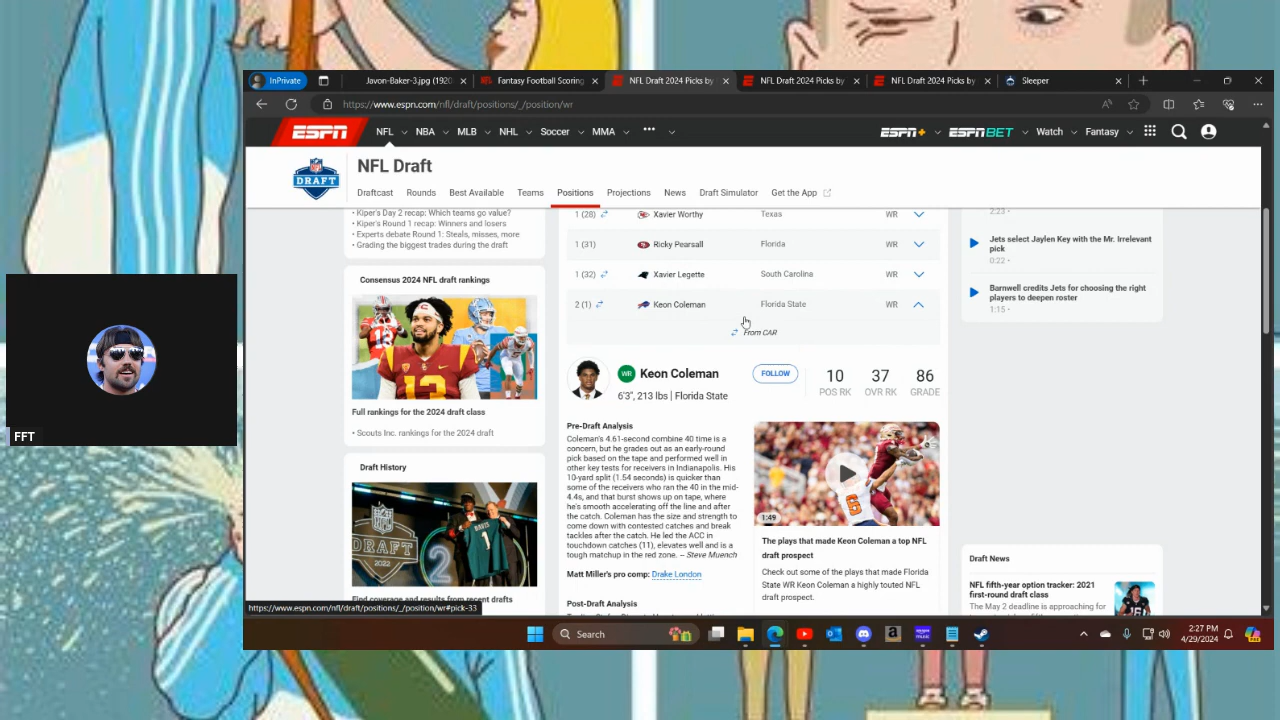 InPrivate
Javon-Baker-3.jpg (1920
Fantasy Football Scoring
NFL Draft 2024 Picks by
NFL Draft 2024 Picks by
NFL Draft 2024 Picks by
Sleeper
https://www.espn.com/nfl/draft/positions/_/position/wr
ESPN
NFL
NBA
MLB
NHL
Soccer
MMA
ESPN+
ESPN BET
Watch
Fantasy
NFL
DRAFT
NFL Draft
Draftcast
Rounds
Best Available
Teams
Positions
Projections
News
Draft Simulator
Get the App
• Kiper's Day 2 recap: Which teams go value?
• Kiper's Round 1 recap: Winners and losers
• Experts debate Round 1: Steals, misses, more
• Grading the biggest trades during the draft
Consensus 2024 NFL draft rankings
13
Full rankings for the 2024 draft class
• Scouts Inc. rankings for the 2024 draft
Draft History
DRAFT
2022
DAVIS
1
Find coverage and results from recent drafts
1 (28) Xavier Worthy Texas WR
1 (31) Ricky Pearsall Florida WR
1 (32) Xavier Legette South Carolina WR
2 (1) Keon Coleman Florida State WR
From CAR
WR Keon Coleman
6'3", 213 lbs | Florida State
FOLLOW
10 37 86
POS RK OVR RK GRADE
Pre-Draft Analysis
Coleman's 4.61-second combine 40 time is a
concern, but he grades out as an early-round
pick based on the tape and performed well in
other key tests for receivers in Indianapolis. His
10-yard split (1.54 seconds) is quicker than
some of the receivers who ran the 40 in the mid-
4.4s, and that burst shows up on tape, where
he's smooth accelerating off the line and after
the catch. Coleman has the size and strength to
come down with contested catches and break
tackles after the catch. He led the ACC in
touchdown catches (11), elevates well and is a
tough matchup in the red zone. -- Steve Muench
Matt Miller's pro comp: Drake London
Post-Draft Analysis
1:49
The plays that made Keon Coleman a top NFL
draft prospect
Check out some of the plays that made Florida
State WR Keon Coleman a highly touted NFL
draft prospect.
2:23 •
Jets select Jaylen Key with the Mr. Irrelevant
pick
0:22 •
Barnwell credits Jets for choosing the right
players to deepen roster
1:15 •
Draft News
NFL fifth-year option tracker: 2021
first-round draft class
The May 2 deadline is approaching for
https://www.espn.com/nfl/draft/positions/_/position/wr#pick-33
FFT
Search
2:27 PM
4/29/2024